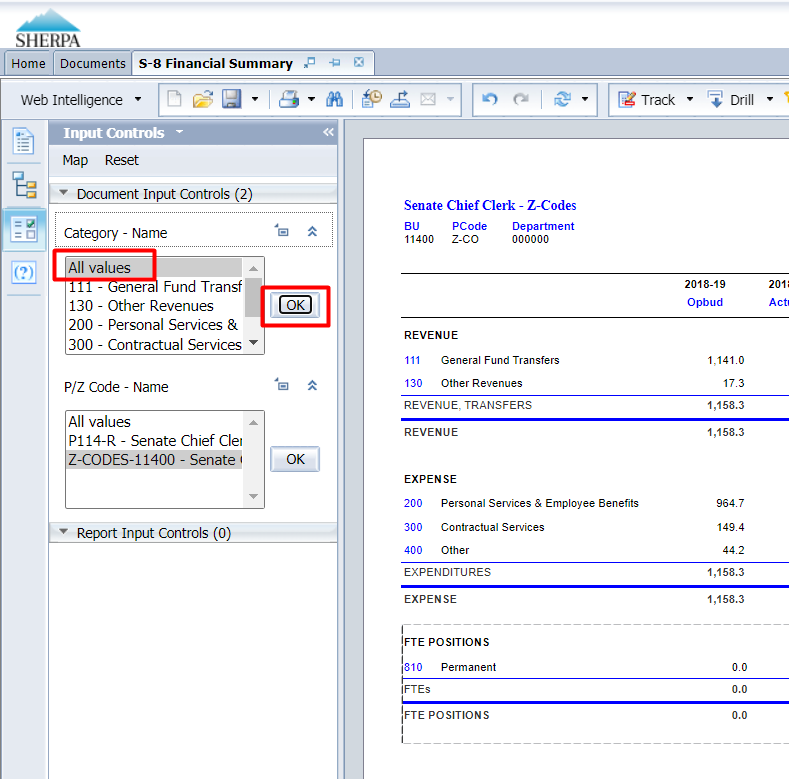 SHERPA
Home Documents S-8 Financial Summary
Web Intelligence Track Drill
Input Controls
Map Reset
Document Input Controls (2)
Category - Name
All values
111 - General Fund Transf
130 - Other Revenues
200 - Personal Services &
300 - Contractual Services
OK
P/Z Code - Name
All values
P114-R - Senate Chief Cler
Z-CODES-11400 - Senate
OK
Report Input Controls (0)
Senate Chief Clerk - Z-Codes
BU PCode Department
11400 Z-CO 000000
2018-19 201
Opbud Actu
REVENUE
111 General Fund Transfers 1,141.0
130 Other Revenues 17.3
REVENUE, TRANSFERS 1,158.3
REVENUE 1,158.3
EXPENSE
200 Personal Services & Employee Benefits 964.7
300 Contractual Services 149.4
400 Other 44.2
EXPENDITURES 1,158.3
EXPENSE 1,158.3
FTE POSITIONS
810 Permanent 0.0
FTEs 0.0
FTE POSITIONS 0.0